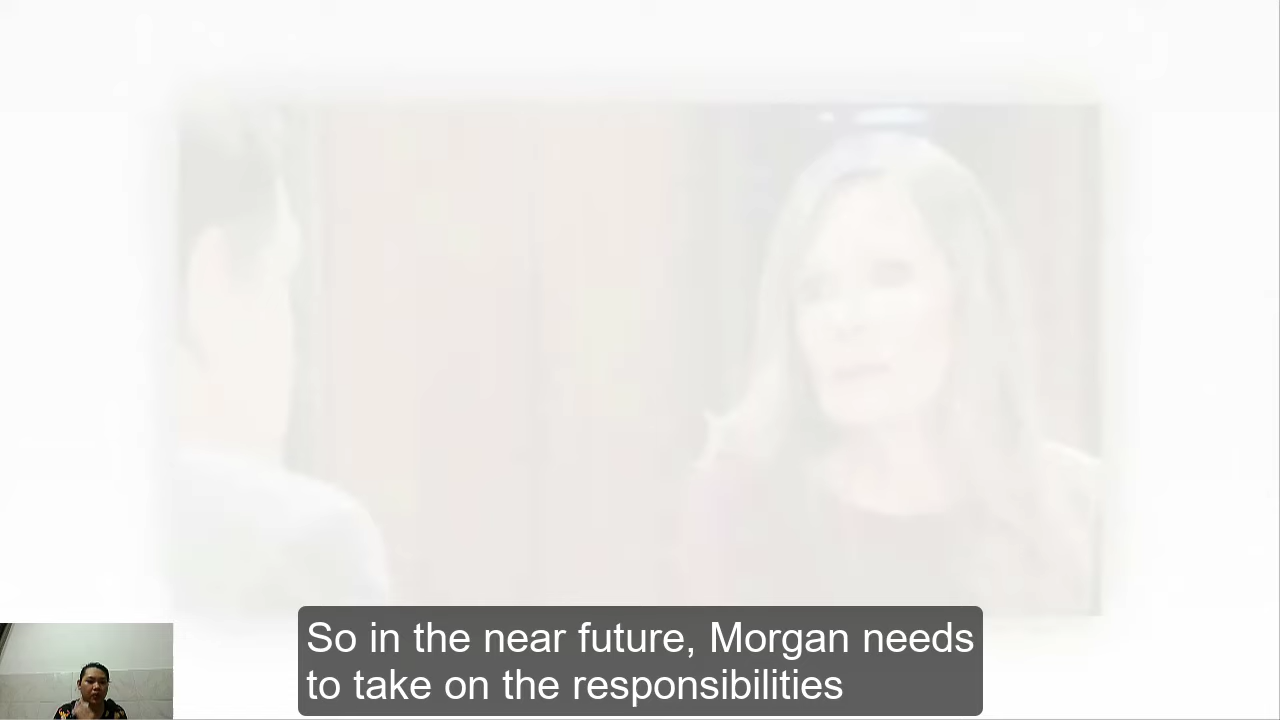 So in the near future, Morgan needs
to take on the responsibilities